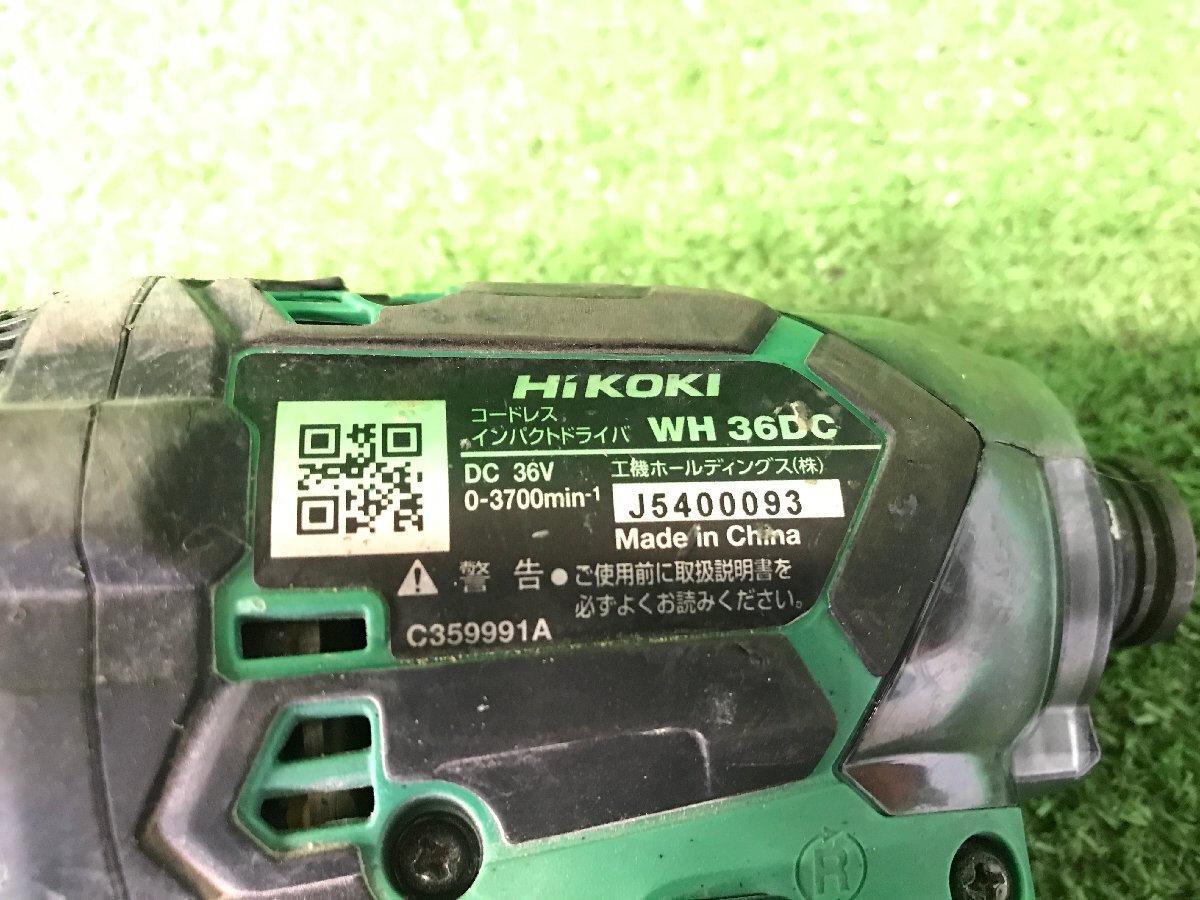 HiKOKI
コードレス
インパクトドライバ WH 36DC
DC 36V
0-3700min-1
工機ホールディングス(株)
J5400093
Made in China
警告 ●ご使用前に取扱説明書を
必ずよくお読みください。
C359991A
R